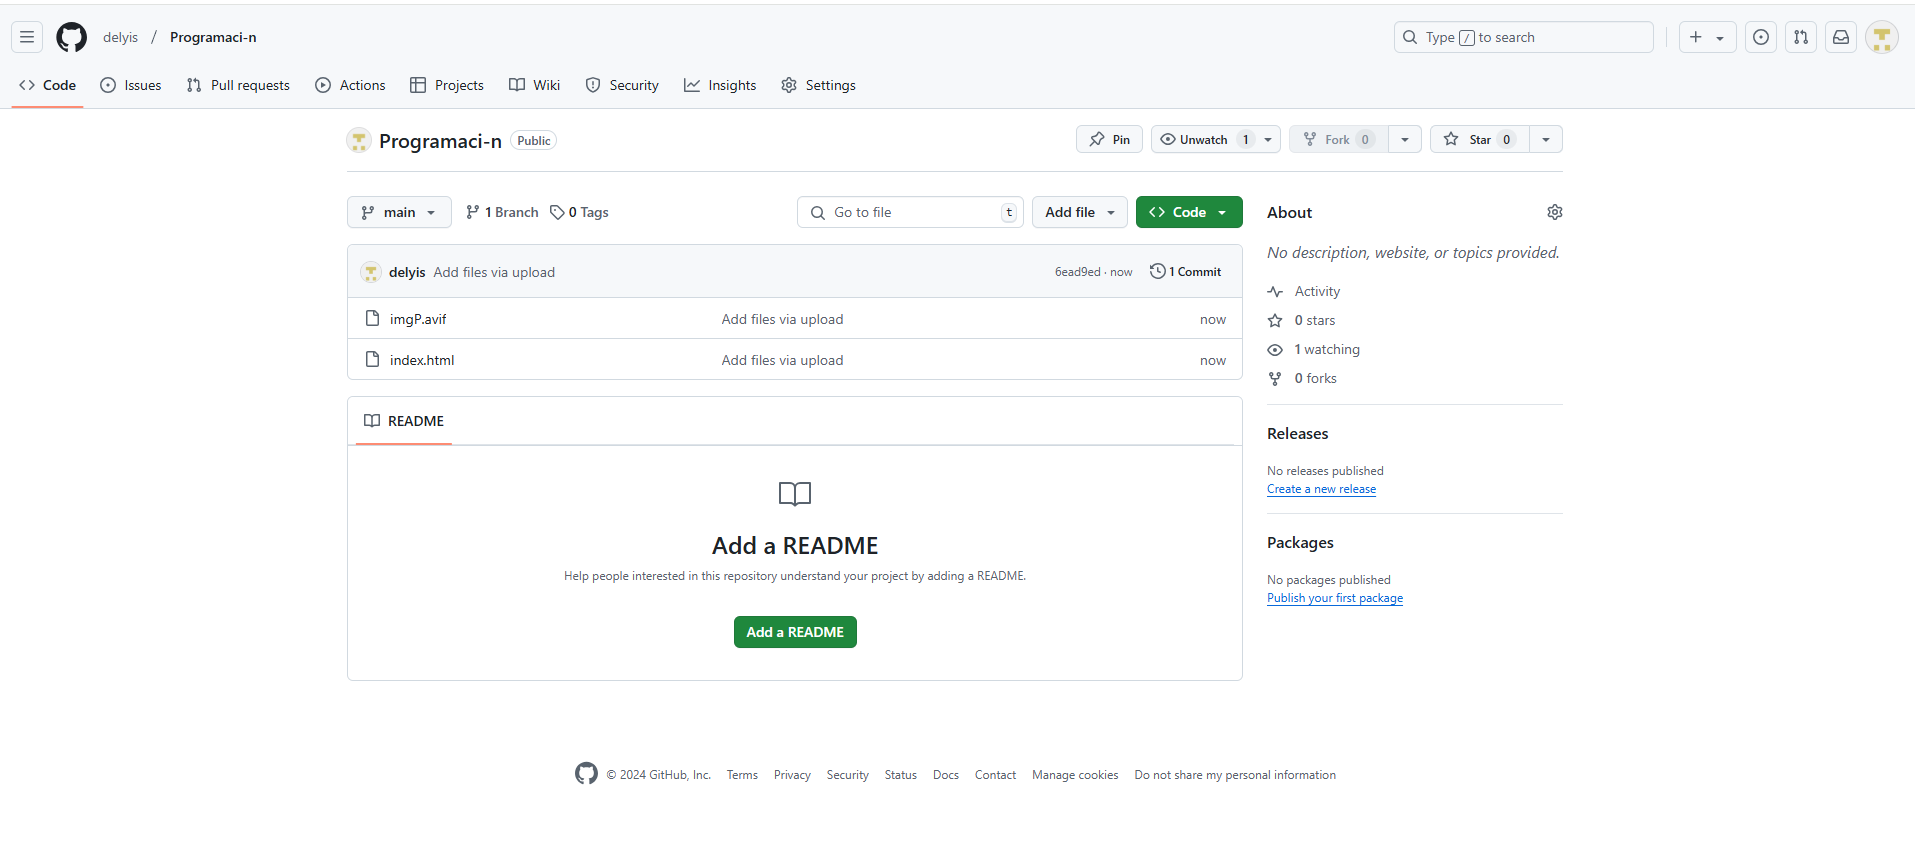 delyis / Programaci-n
Type / to search
Code Issues Pull requests Actions Projects Wiki Security Insights Settings
Programaci-n Public
Pin Unwatch 1 Fork 0 Star 0
main 1 Branch 0 Tags Go to file t Add file Code
About
No description, website, or topics provided.
delyis Add files via upload 6ead9ed · now 1 Commit
imgP.avif Add files via upload now
index.html Add files via upload now
Activity
0 stars
1 watching
0 forks
README
Add a README
Help people interested in this repository understand your project by adding a README.
Add a README
Releases
No releases published
Create a new release
Packages
No packages published
Publish your first package
© 2024 GitHub, Inc. Terms Privacy Security Status Docs Contact Manage cookies Do not share my personal information